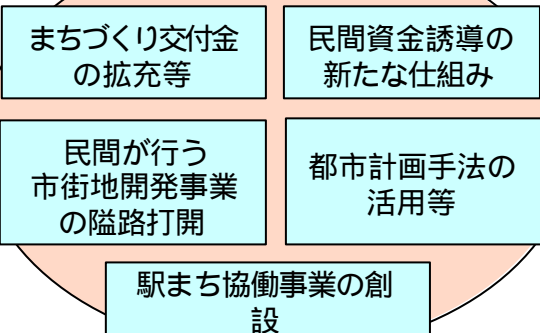 まちづくり交付金
の拡充等
民間資金誘導の
新たな仕組み
民間が行う
市街地開発事業
の隘路打開
都市計画手法の
活用等
駅まち協働事業の創
設